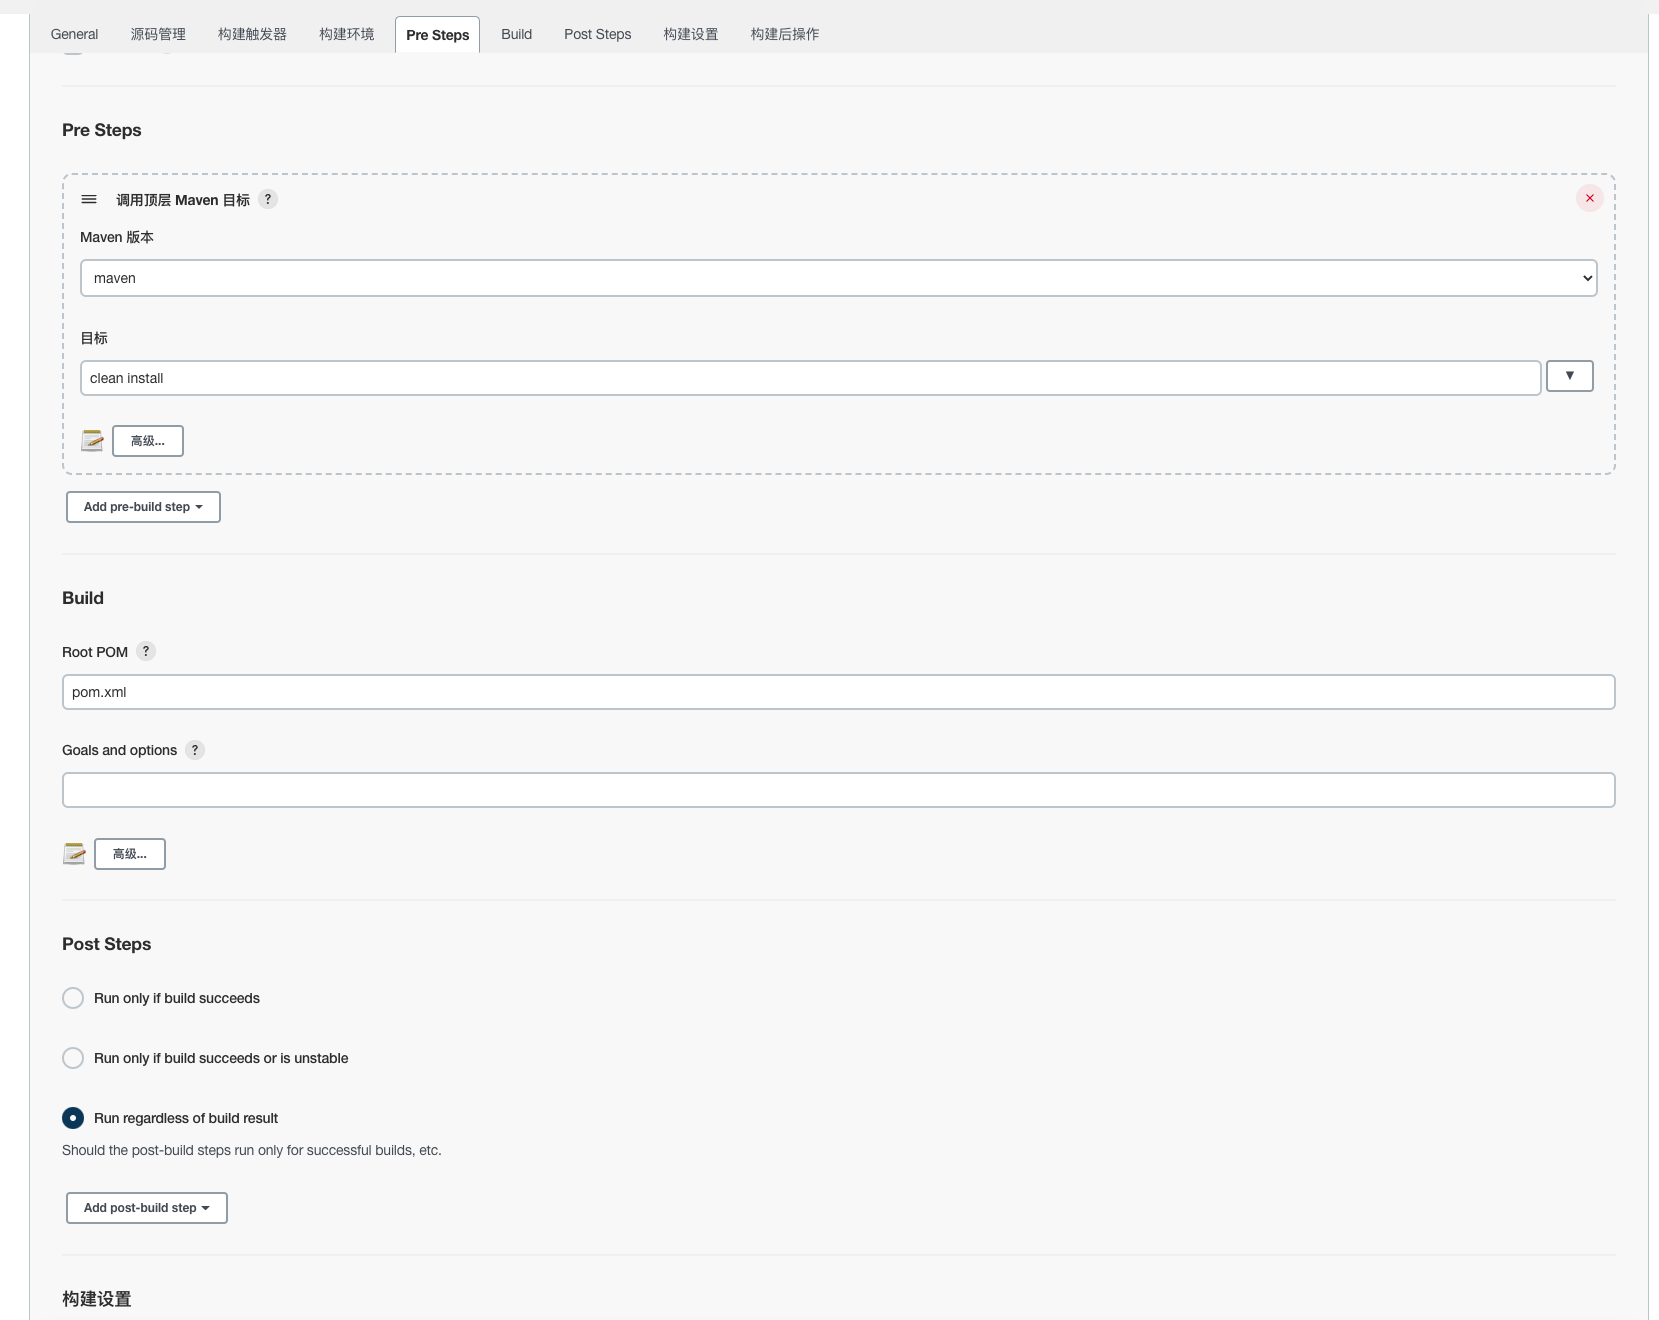 General 源码管理 构建触发器 构建环境 Pre Steps Build Post Steps 构建设置 构建后操作
Pre Steps
调用顶层 Maven 目标 ?
Maven 版本
maven
目标
clean install
高级...
Add pre-build step
Build
Root POM ?
pom.xml
Goals and options ?
高级...
Post Steps
Run only if build succeeds
Run only if build succeeds or is unstable
Run regardless of build result
Should the post-build steps run only for successful builds, etc.
Add post-build step
构建设置